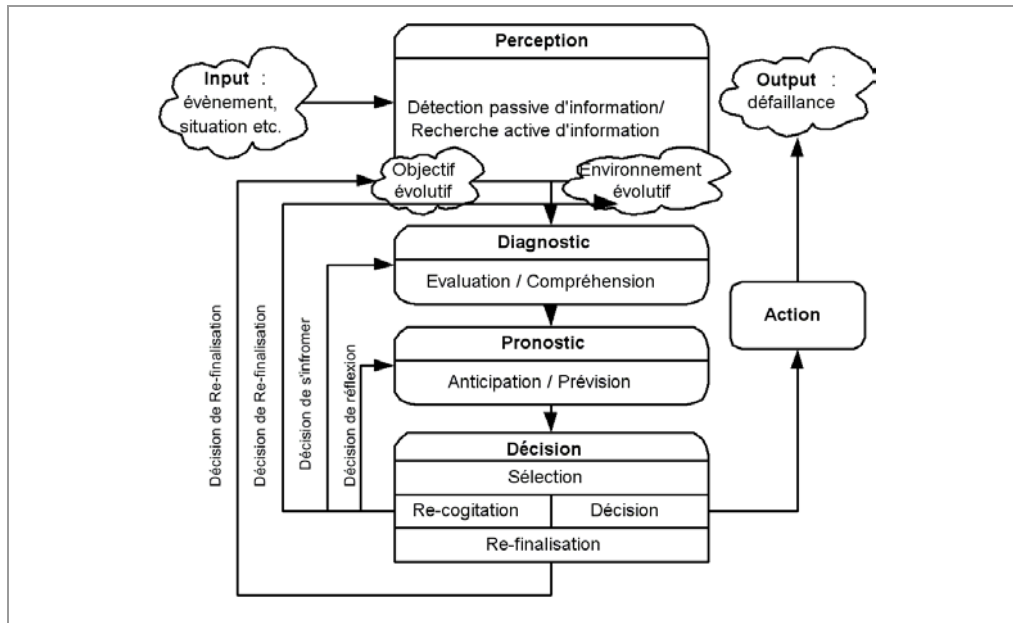 Perception
Input :
évènement,
situation etc.
Output :
défaillance
Détection passive d'information/
Recherche active d'information
Objectif
évolutif
Environnement
évolutif
Diagnostic
Evaluation / Compréhension
Action
Pronostic
Anticipation / Prévision
Décision de Re-finalisation
Décision de Re-finalisation
Décision de s'infromer
Décision de réflexion
Décision
Sélection
Re-cogitation
Décision
Re-finalisation